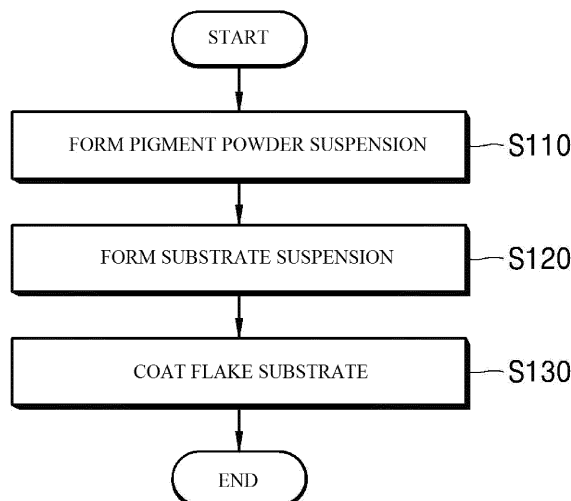 START
FORM PIGMENT POWDER SUSPENSION S110
FORM SUBSTRATE SUSPENSION S120
COAT FLAKE SUBSTRATE S130
END